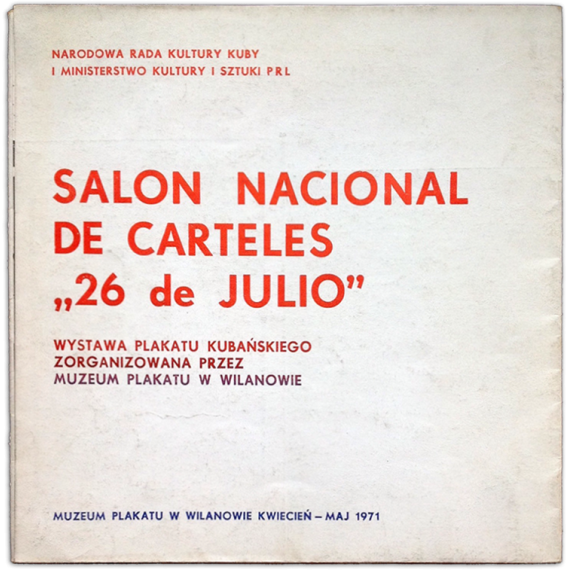 NARODOWA RADA KULTURY KUBY
I MINISTERSTWO KULTURY I SZTUKI PRL
SALON NACIONAL
DE CARTELES
„26 de JULIO”
WYSTAWA PLAKATU KUBAŃSKIEGO
ZORGANIZOWANA PRZEZ
MUZEUM PLAKATU W WILANOWIE
MUZEUM PLAKATU W WILANOWIE KWIECIEŃ – MAJ 1971